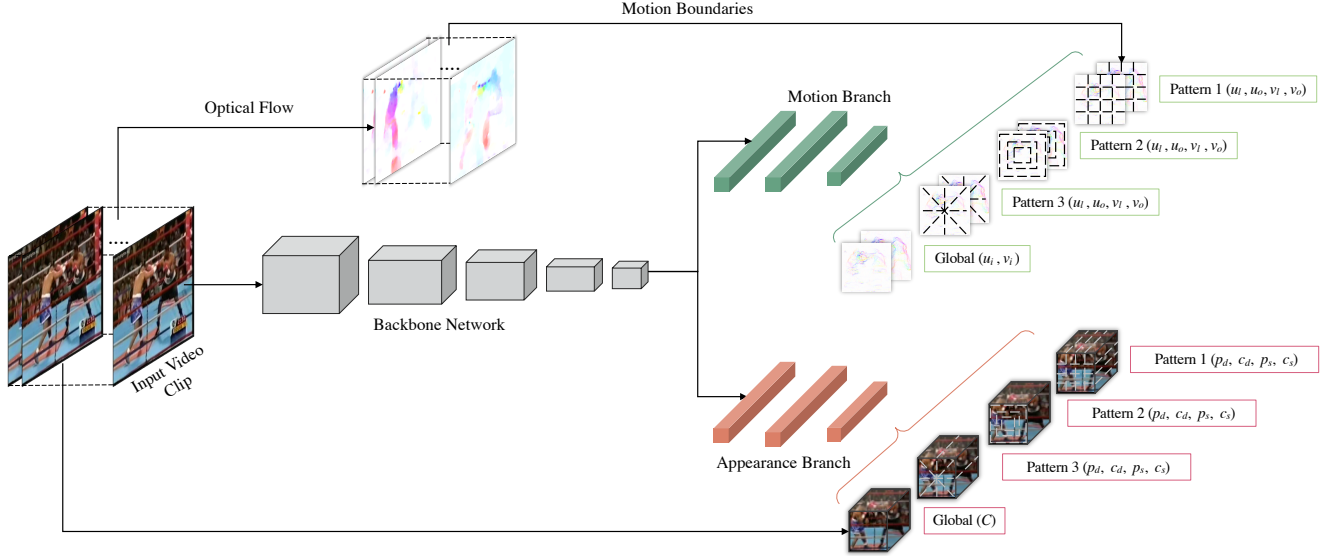 Motion Boundaries
....
Optical Flow
Motion Branch
Pattern 1 (u_l, u_o, v_l, v_o)
Pattern 2 (u_l, u_o, v_l, v_o)
Pattern 3 (u_l, u_o, v_l, v_o)
Global (u_i, v_i)
....
Backbone Network
Input Video
Clip
Appearance Branch
Pattern 1 (p_d, c_d, p_s, c_s)
Pattern 2 (p_d, c_d, p_s, c_s)
Pattern 3 (p_d, c_d, p_s, c_s)
Global (C)